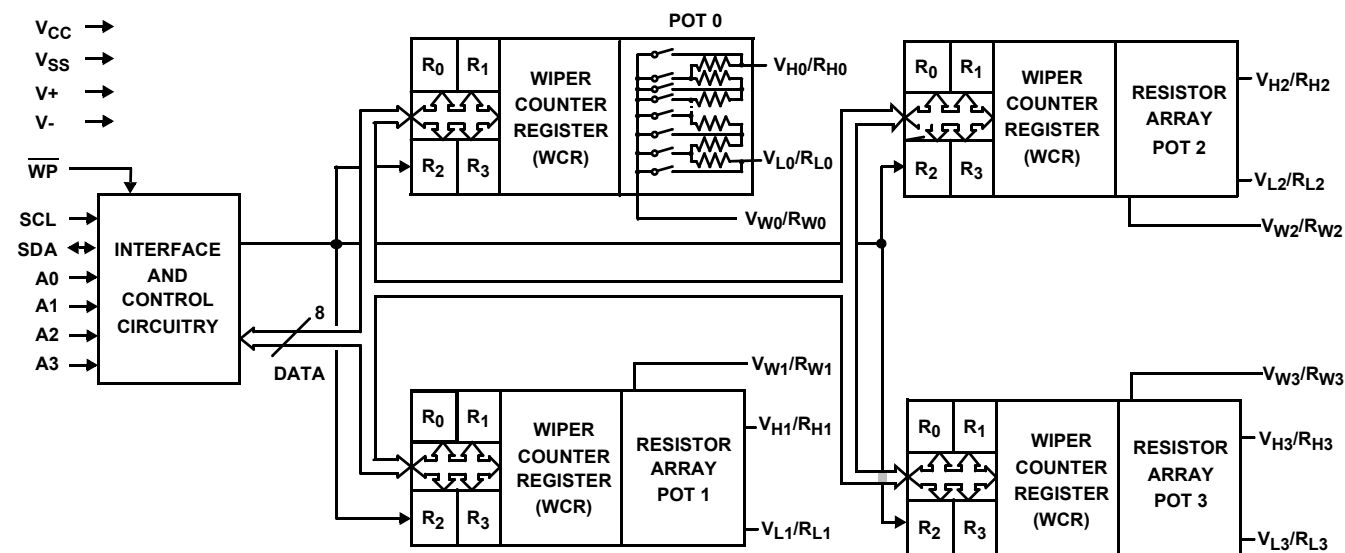 VCC
VSS
V+
V-
WP
SCL
SDA
A0
A1
A2
A3
INTERFACE
AND
CONTROL
CIRCUITRY
8
DATA
POT 0
R0 R1
R2 R3
WIPER
COUNTER
REGISTER
(WCR)
VH0/RH0
VL0/RL0
VW0/RW0
R0 R1
R2 R3
WIPER
COUNTER
REGISTER
(WCR)
RESISTOR
ARRAY
POT 2
VH2/RH2
VL2/RL2
VW2/RW2
VW1/RW1
R0 R1
R2 R3
WIPER
COUNTER
REGISTER
(WCR)
RESISTOR
ARRAY
POT 1
VH1/RH1
VL1/RL1
VW3/RW3
R0 R1
R2 R3
WIPER
COUNTER
REGISTER
(WCR)
RESISTOR
ARRAY
POT 3
VH3/RH3
VL3/RL3